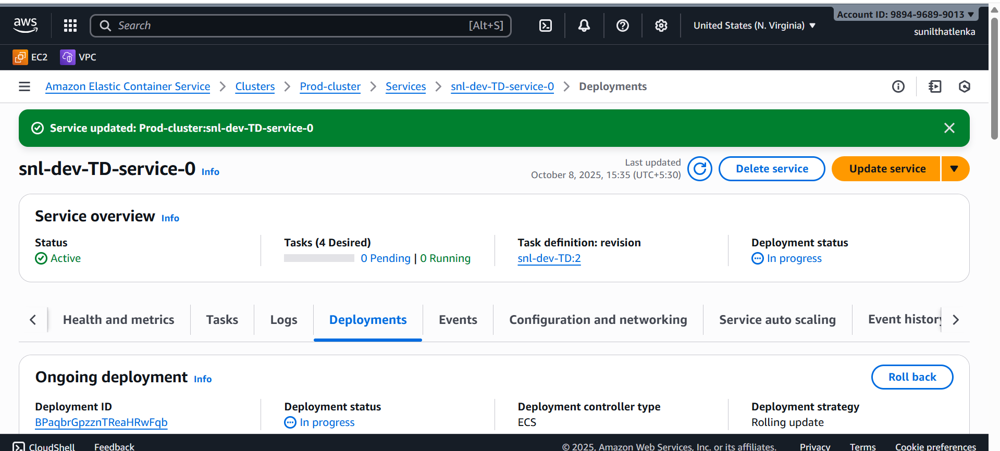 aws
Search
[Alt+S]
United States (N. Virginia)
Account ID: 9894-9689-9013
sunilthatlenka
EC2
VPC
Amazon Elastic Container Service
Clusters
Prod-cluster
Services
snl-dev-TD-service-0
Deployments
Service updated: Prod-cluster:snl-dev-TD-service-0
snl-dev-TD-service-0 Info
Last updated
October 8, 2025, 15:35 (UTC+5:30)
Delete service
Update service
Service overview Info
Status
Active
Tasks (4 Desired)
0 Pending | 0 Running
Task definition: revision
snl-dev-TD:2
Deployment status
In progress
Health and metrics
Tasks
Logs
Deployments
Events
Configuration and networking
Service auto scaling
Event history
Ongoing deployment Info
Roll back
Deployment ID
BPaqbrGpzznTReaHRwFqb
Deployment status
In progress
Deployment controller type
ECS
Deployment strategy
Rolling update
CloudShell
Feedback
© 2025, Amazon Web Services, Inc. or its affiliates.
Privacy
Terms
Cookie preferences